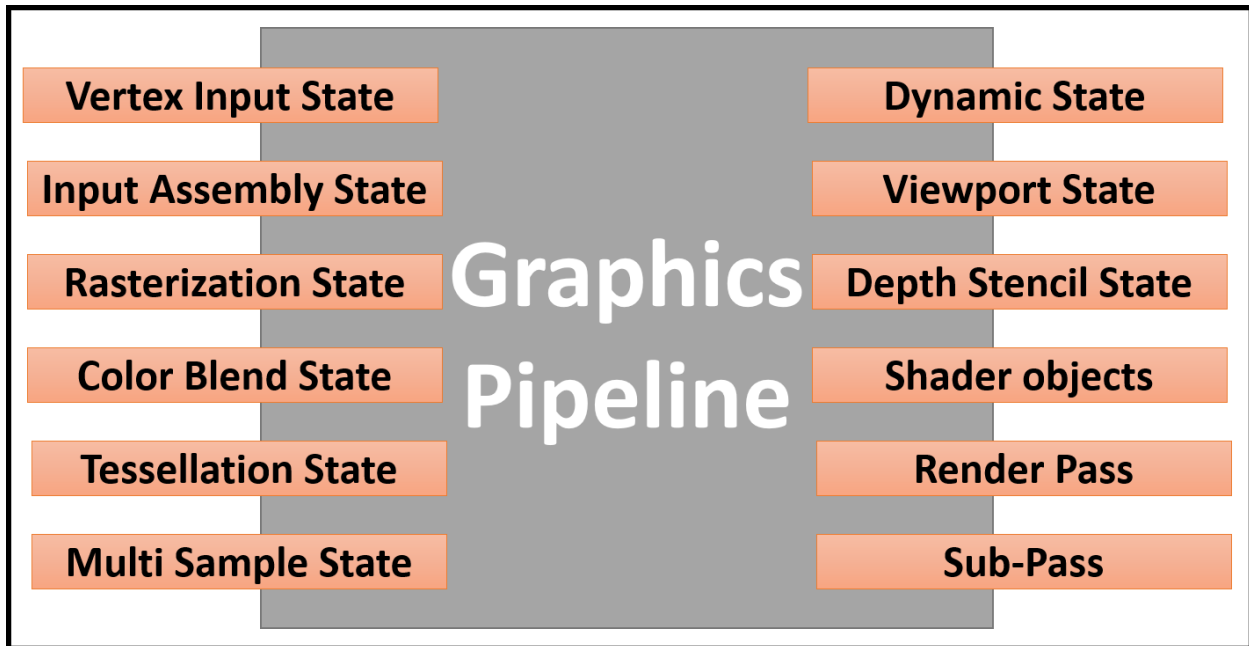 Vertex Input State
Input Assembly State
Rasterization State
Color Blend State
Tessellation State
Multi Sample State
Graphics
Pipeline
Dynamic State
Viewport State
Depth Stencil State
Shader objects
Render Pass
Sub-Pass